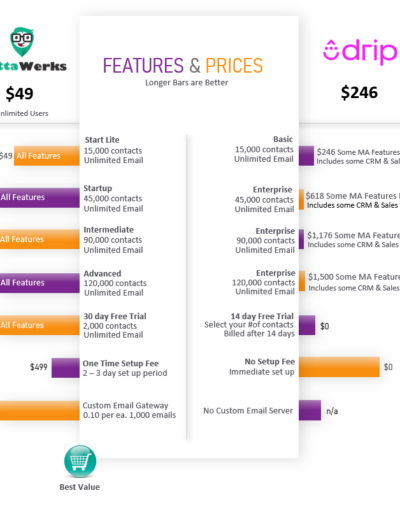 ttaWerks
$49
nlimited Users
FEATURES & PRICES
Longer Bars are Better
drip
$246
$49 All Features
Start Lite
15,000 contacts
Unlimited Email
Basic
15,000 contacts
Unlimited Email
$246 Some MA Features
Includes some CRM & Sales
All Features
Startup
45,000 contacts
Unlimited Email
Enterprise
45,000 contacts
Unlimited Email
$618 Some MA Features
Includes some CRM & Sales
All Features
Intermediate
90,000 contacts
Unlimited Email
Enterprise
90,000 contacts
Unlimited Email
$1,176 Some MA Feature
Includes some CRM & Sales
All Features
Advanced
120,000 contacts
Unlimited Email
Enterprise
120,000 contacts
Unlimited Email
$1,500 Some MA Feature
Includes some CRM & Sales
All Features
30 day Free Trial
2,000 contacts
Unlimited Email
14 day Free Trial
Select your #of contacts
Billed after 14 days
$0
$499
One Time Setup Fee
2 – 3 day set up period
No Setup Fee
Immediate set up
$0
Custom Email Gateway
0.10 per ea. 1,000 emails
No Custom Email Server
n/a
Best Value